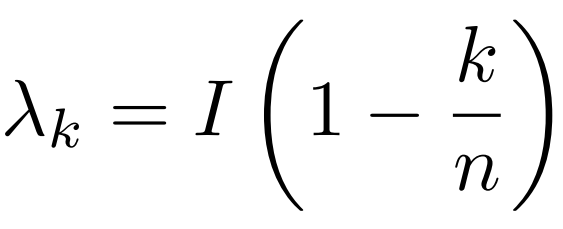 λ_k = I (1 − k/n)